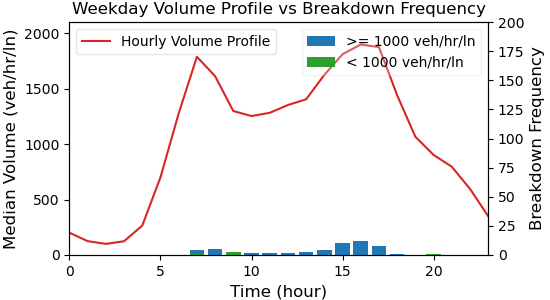 Weekday Volume Profile vs Breakdown Frequency
Hourly Volume Profile
>= 1000 veh/hr/ln
< 1000 veh/hr/ln
Median Volume (veh/hr/ln)
2000
1500
1000
500
0
Breakdown Frequency
200
175
150
125
100
75
50
25
0
0 5 10 15 20
Time (hour)